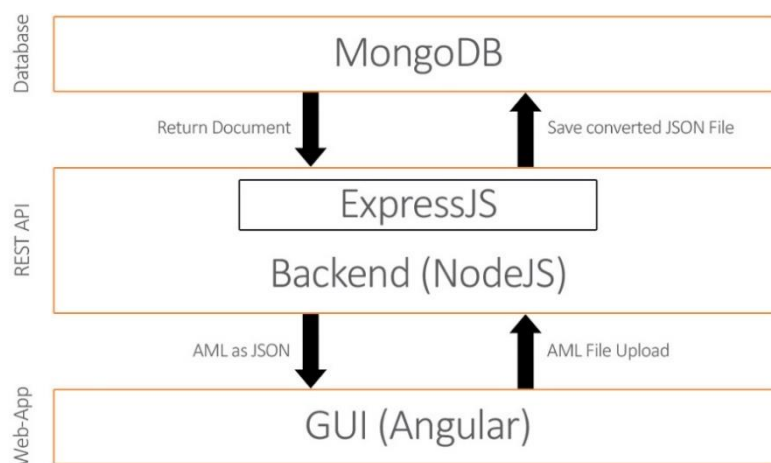 Database
MongoDB
Return Document
Save converted JSON File
REST API
ExpressJS
Backend (NodeJS)
AML as JSON
AML File Upload
Web-App
GUI (Angular)